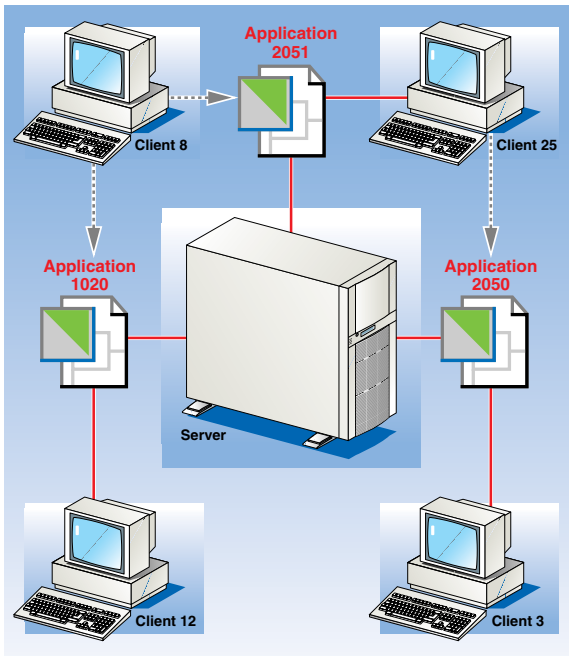 Application
2051
Client 8
Client 25
Application
1020
Application
2050
Server
Client 12
Client 3